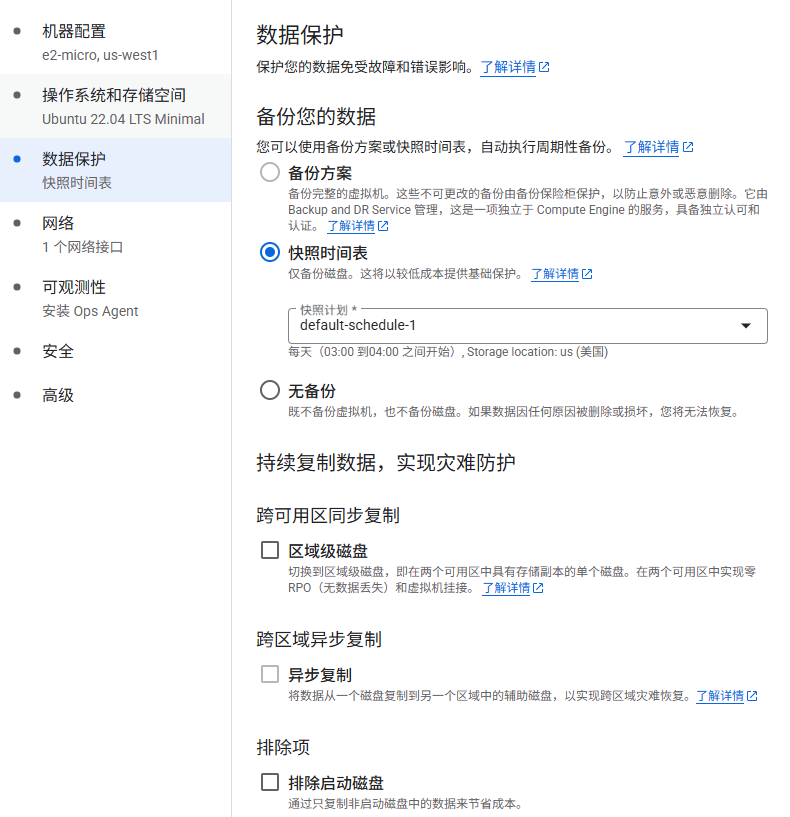 机器配置
e2-micro, us-west1
操作系统和存储空间
Ubuntu 22.04 LTS Minimal
数据保护
快照时间表
网络
1 个网络接口
可观测性
安装 Ops Agent
安全
高级
数据保护
保护您的数据免受故障和错误影响。 了解详情
备份您的数据
您可以使用备份方案或快照时间表，自动执行周期性备份。 了解详情
备份方案
备份完整的虚拟机。这些不可更改的备份由备份保险柜保护，以防止意外或恶意删除。它由
Backup and DR Service 管理，这是一项独立于 Compute Engine 的服务，具备独立认可和
认证。 了解详情
快照时间表
仅备份磁盘。这将以较低成本提供基础保护。 了解详情
快照计划 *
default-schedule-1
每天（03:00 到04:00 之间开始）, Storage location: us (美国)
无备份
既不备份虚拟机，也不备份磁盘。如果数据因任何原因被删除或损坏，您将无法恢复。
持续复制数据，实现灾难防护
跨可用区同步复制
区域级磁盘
切换到区域级磁盘，即在两个可用区中具有存储副本的单个磁盘。在两个可用区中实现零
RPO（无数据丢失）和虚拟机挂接。 了解详情
跨区域异步复制
异步复制
将数据从一个磁盘复制到另一个区域中的辅助磁盘，以实现跨区域灾难恢复。了解详情
排除项
排除启动磁盘
通过只复制非启动磁盘中的数据来节省成本。